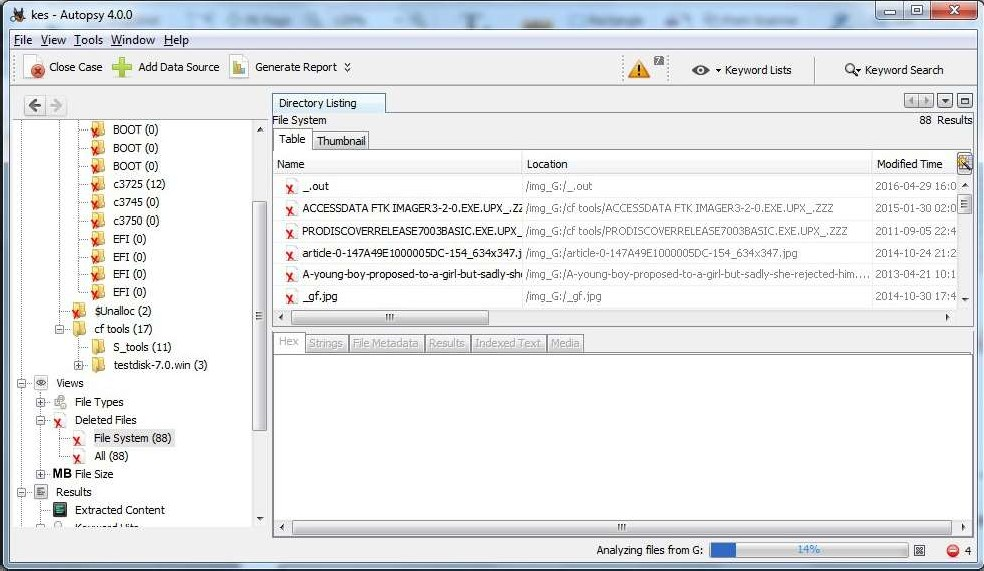 kes - Autopsy 4.0.0
File View Tools Window Help
Close Case Add Data Source Generate Report 7 Keyword Lists Keyword Search
BOOT (0)
BOOT (0)
BOOT (0)
c3725 (12)
c3745 (0)
c3750 (0)
EFI (0)
EFI (0)
EFI (0)
EFI (0)
$Unalloc (2)
cf tools (17)
S_tools (11)
testdisk-7.0.win (3)
Views
File Types
Deleted Files
File System (88)
All (88)
MB File Size
Results
Extracted Content
Directory Listing
File System 88 Results
Table Thumbnail
Name Location Modified Time
_.out /img_G:/_.out 2016-04-29 16:0
ACCESSDATA FTK IMAGER3-2-0.EXE.UPX_.ZZ /img_G:/cf tools/ACCESSDATA FTK IMAGER3-2-0.EXE.UPX_.ZZZ 2015-01-30 02:0
PRODISCOVERRELEASE7003BASIC.EXE.UPX_.Z /img_G:/cf tools/PRODISCOVERRELEASE7003BASIC.EXE.UPX_.ZZZ 2011-09-05 22:4
article-0-147A49E1000005DC-154_634x347.j /img_G:/article-0-147A49E1000005DC-154_634x347.jpg 2014-10-24 21:2
A-young-boy-proposed-to-a-girl-but-sadly-she /img_G:/A-young-boy-proposed-to-a-girl-but-sadly-she-rejected-him.... 2013-04-21 10:1
_gf.jpg /img_G:/_gf.jpg 2014-10-30 17:4
Hex Strings File Metadata Results Indexed Text Media
Analyzing files from G: 14% 4